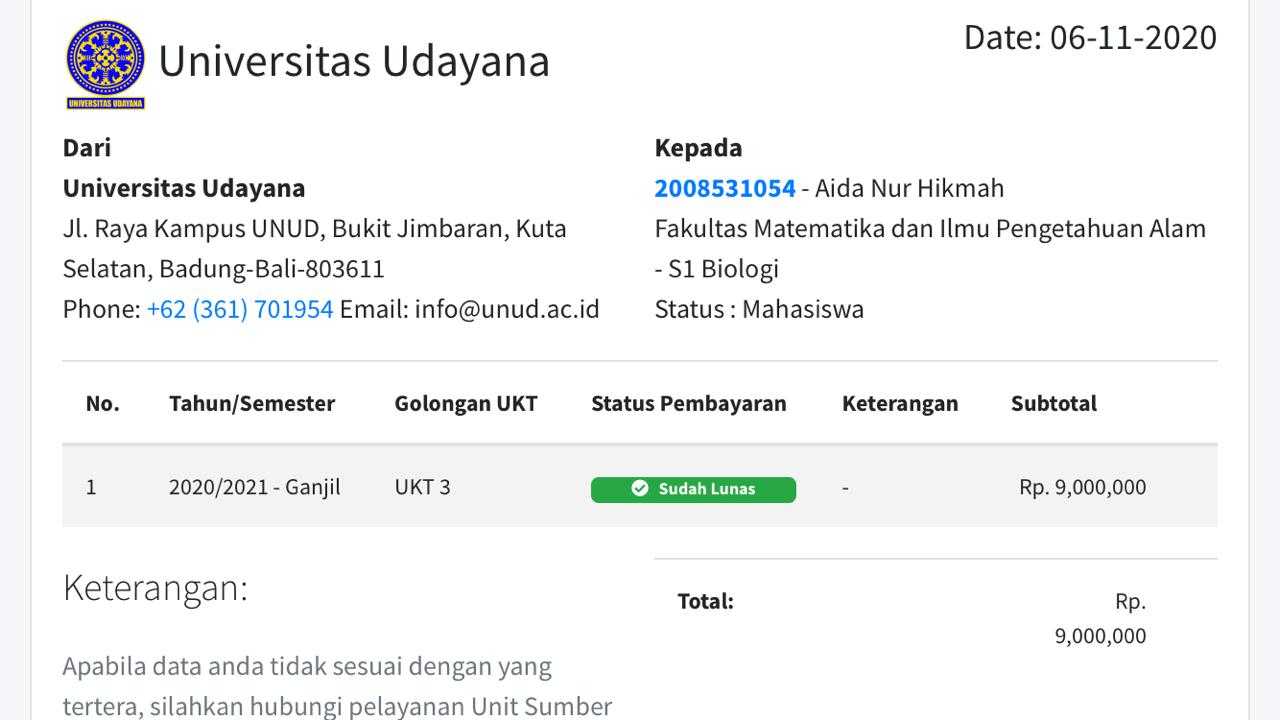 Universitas Udayana
UNIVERSITAS UDAYANA
Date: 06-11-2020
Dari
Universitas Udayana
Jl. Raya Kampus UNUD, Bukit Jimbaran, Kuta
Selatan, Badung-Bali-803611
Phone: +62 (361) 701954 Email: info@unud.ac.id
Kepada
2008531054 - Aida Nur Hikmah
Fakultas Matematika dan Ilmu Pengetahuan Alam
- S1 Biologi
Status : Mahasiswa
No. Tahun/Semester Golongan UKT Status Pembayaran Keterangan Subtotal
1 2020/2021 - Ganjil UKT 3 Sudah Lunas - Rp. 9,000,000
Keterangan:
Apabila data anda tidak sesuai dengan yang
tertera, silahkan hubungi pelayanan Unit Sumber
Total: Rp.
9,000,000